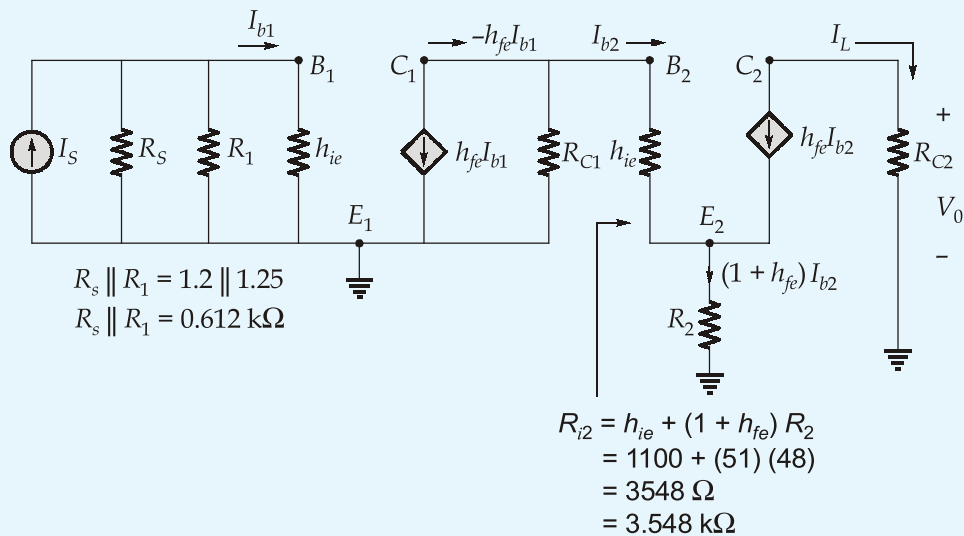 I_b1
–h_fe I_b1
I_b2
I_L
B_1
C_1
B_2
C_2
+
I_S
R_S
R_1
h_ie
h_fe I_b1
R_C1
h_ie
h_fe I_b2
R_C2
V_0
–
E_1
E_2
R_s || R_1 = 1.2 || 1.25
R_s || R_1 = 0.612 kΩ
(1 + h_fe) I_b2
R_2
R_i2 = h_ie + (1 + h_fe) R_2
= 1100 + (51) (48)
= 3548 Ω
= 3.548 kΩ